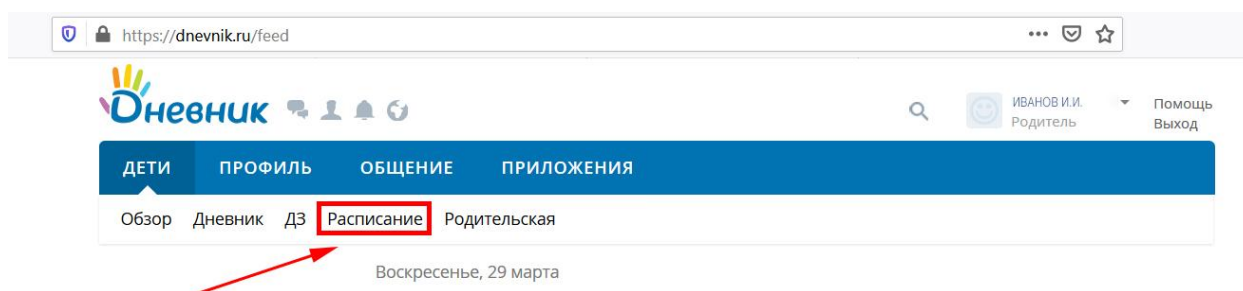 https://dnevnik.ru/feed
Дневник
ИВАНОВ И.И.
Родитель
Помощь
Выход
ДЕТИ ПРОФИЛЬ ОБЩЕНИЕ ПРИЛОЖЕНИЯ
Обзор Дневник ДЗ Расписание Родительская
Воскресенье, 29 марта